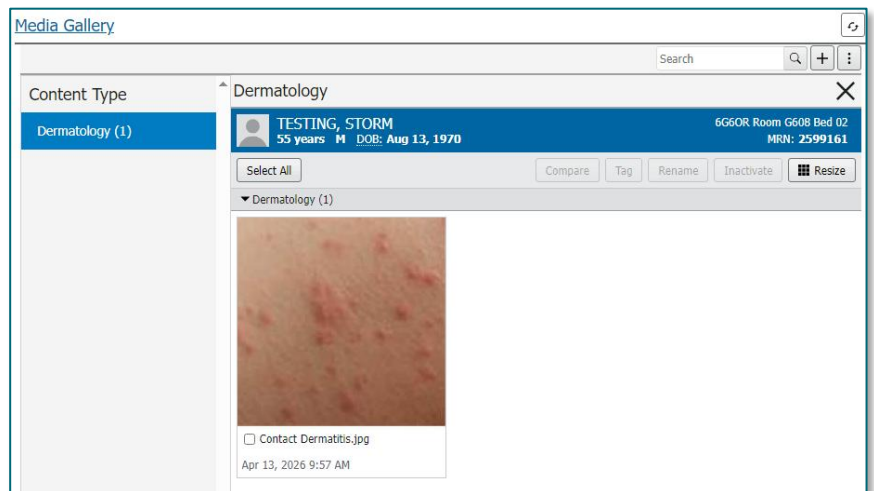 Media Gallery
Search
Content Type
Dermatology (1)
Dermatology
TESTING, STORM
55 years M DOB: Aug 13, 1970
6G6OR Room G608 Bed 02
MRN: 2599161
Select All
Compare
Tag
Rename
Inactivate
Resize
Dermatology (1)
Contact Dermatitis.jpg
Apr 13, 2026 9:57 AM